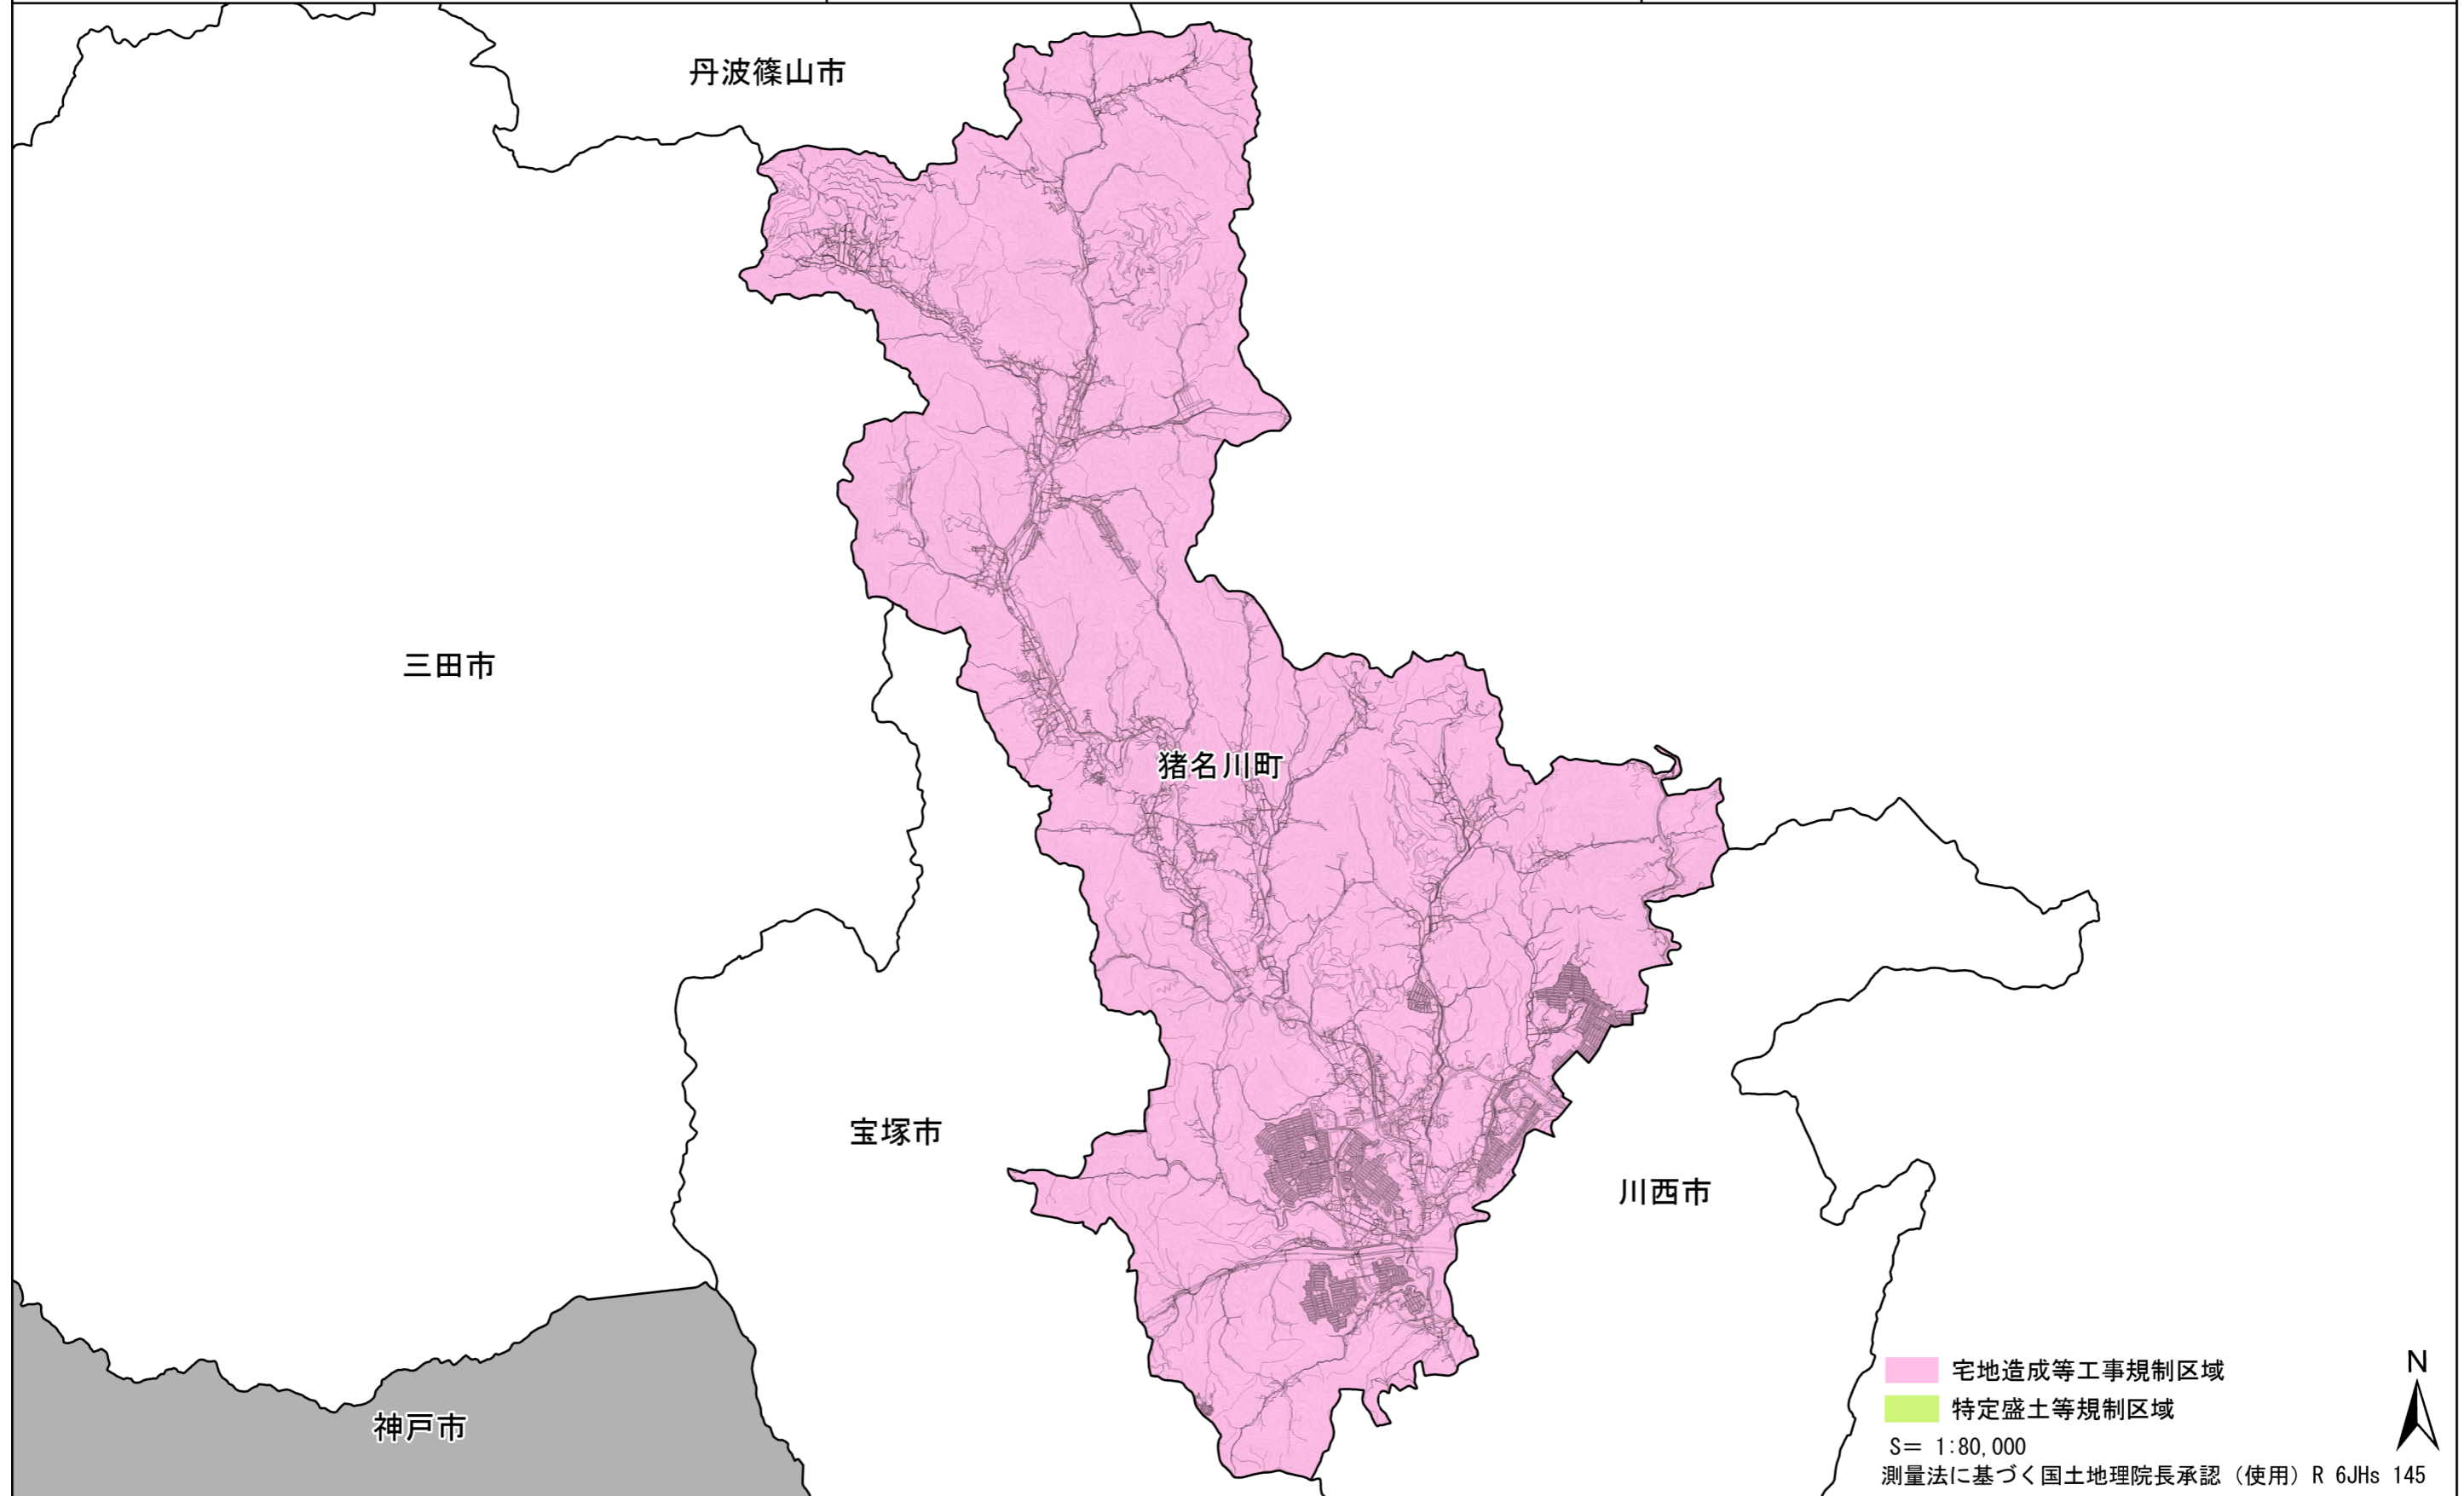 丹波篠山市
三田市
猪名川町
宝塚市
川西市
神戸市
宅地造成等工事規制区域
特定盛土等規制区域
S= 1:80,000
測量法に基づく国土地理院長承認（使用）R 6JHs 145
N